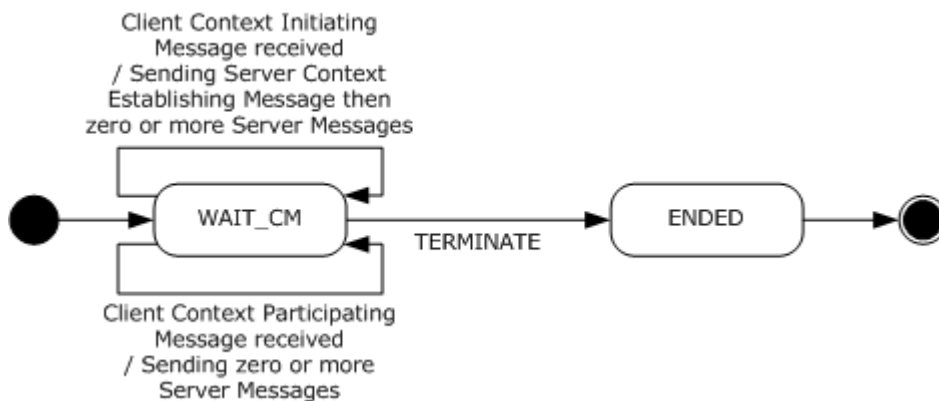 Client Context Initiating
Message received
/ Sending Server Context
Establishing Message then
zero or more Server Messages
WAIT_CM
TERMINATE
ENDED
Client Context Participating
Message received
/ Sending zero or more
Server Messages